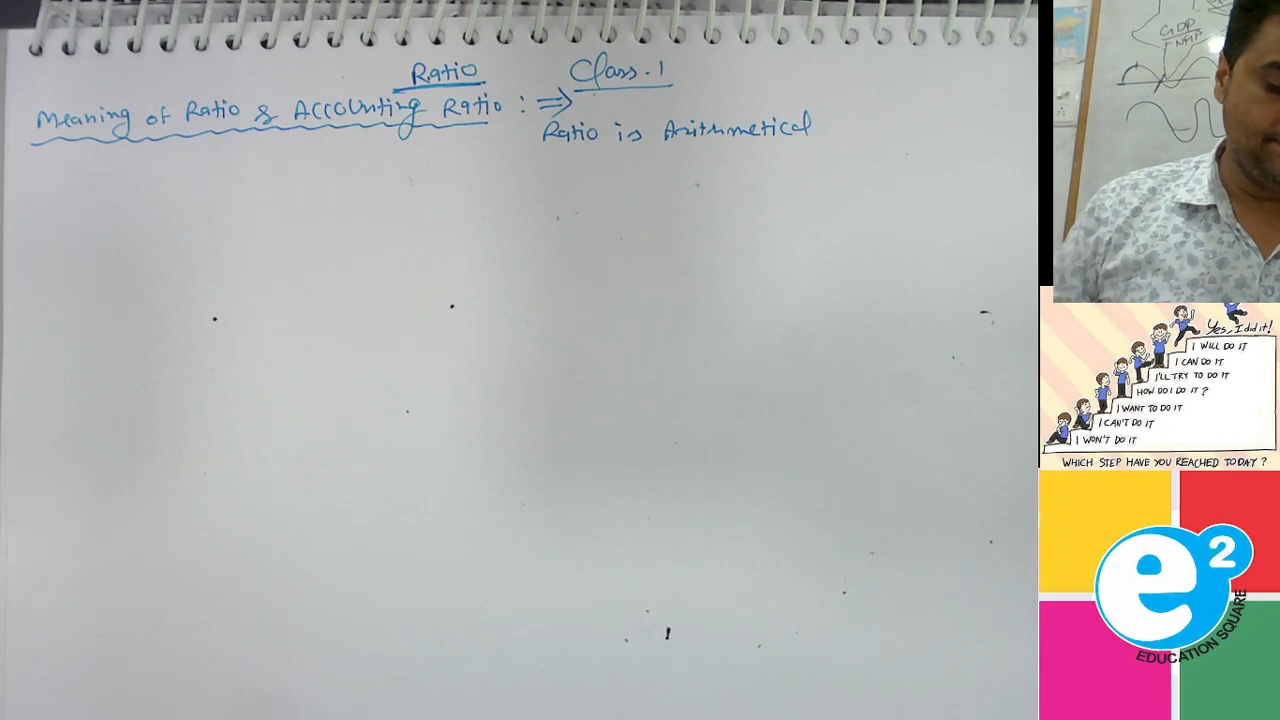 Ratio
Class.1
Meaning of Ratio & Accounting Ratio : ⇒
Ratio is Arithmetical
GDP
Yes, I did it!
I WILL DO IT
I CAN DO IT
I'LL TRY TO DO IT
HOW DO I DO IT?
I WANT TO DO IT
I CAN'T DO IT
I WON'T DO IT
WHICH STEP HAVE YOU REACHED TODAY?
e2
EDUCATION SQUARE